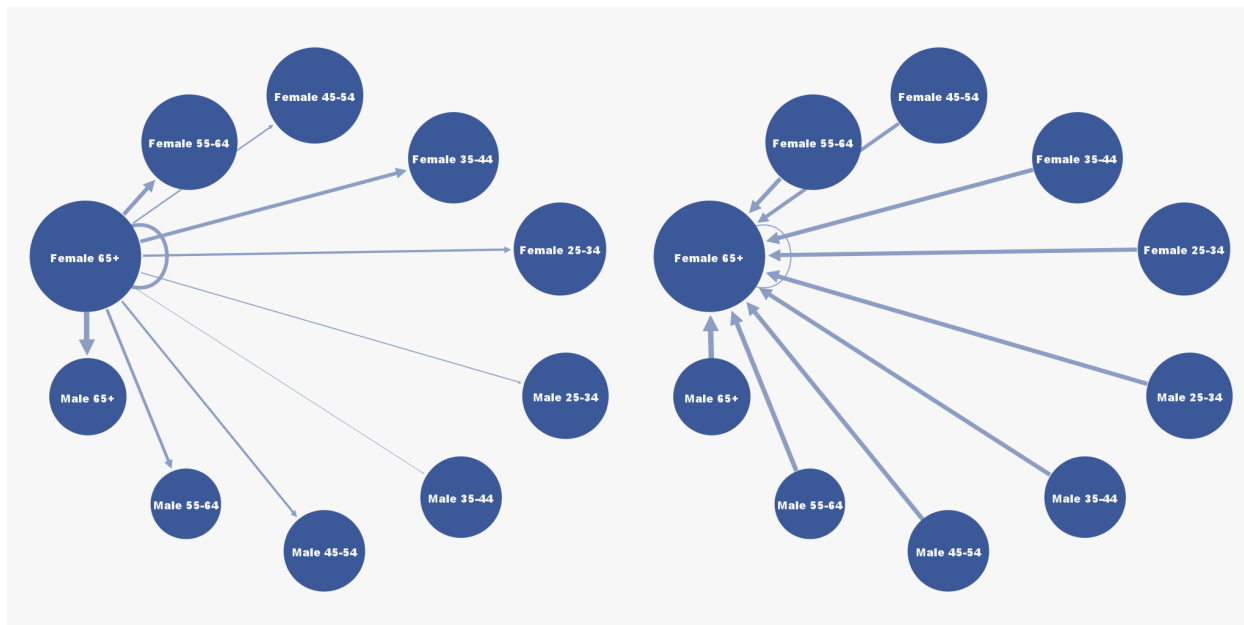 Female 45-54
Female 55-64
Female 35-44
Female 25-34
Female 65+
Male 25-34
Male 65+
Male 35-44
Male 55-64
Male 45-54
Female 45-54
Female 55-64
Female 35-44
Female 25-34
Female 65+
Male 25-34
Male 65+
Male 35-44
Male 55-64
Male 45-54